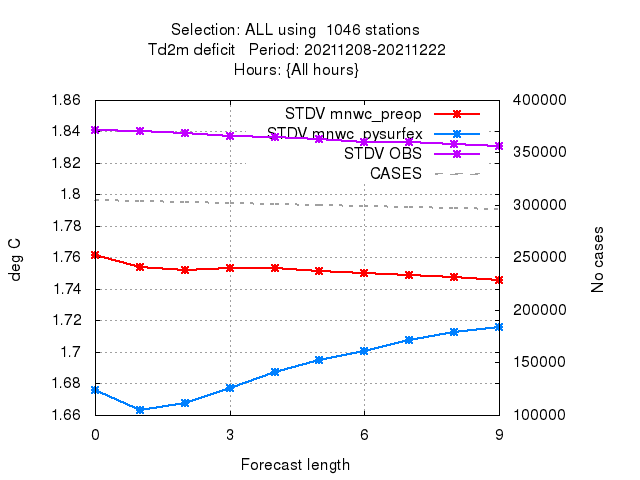 Selection: ALL using  1046 stations
Td2m deficit   Period: 20211208-20211222
Hours: {All hours}
1.86
1.84
1.82
1.8
1.78
1.76
1.74
1.72
1.7
1.68
1.66
400000
350000
300000
250000
200000
150000
100000
STDV mnwc_preop
STDV mnwc_pysurfex
STDV OBS
CASES
deg C
No cases
0 3 6 9
Forecast length